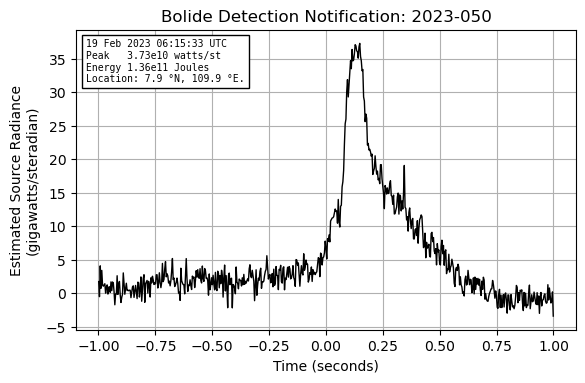 Bolide Detection Notification: 2023-050
19 Feb 2023 06:15:33 UTC
Peak   3.73e10 watts/st
Energy 1.36e11 Joules
Location: 7.9 °N, 109.9 °E.
Estimated Source Radiance
(gigawatts/steradian)
35
30
25
20
15
10
5
0
−5
−1.00 −0.75 −0.50 −0.25 0.00 0.25 0.50 0.75 1.00
Time (seconds)